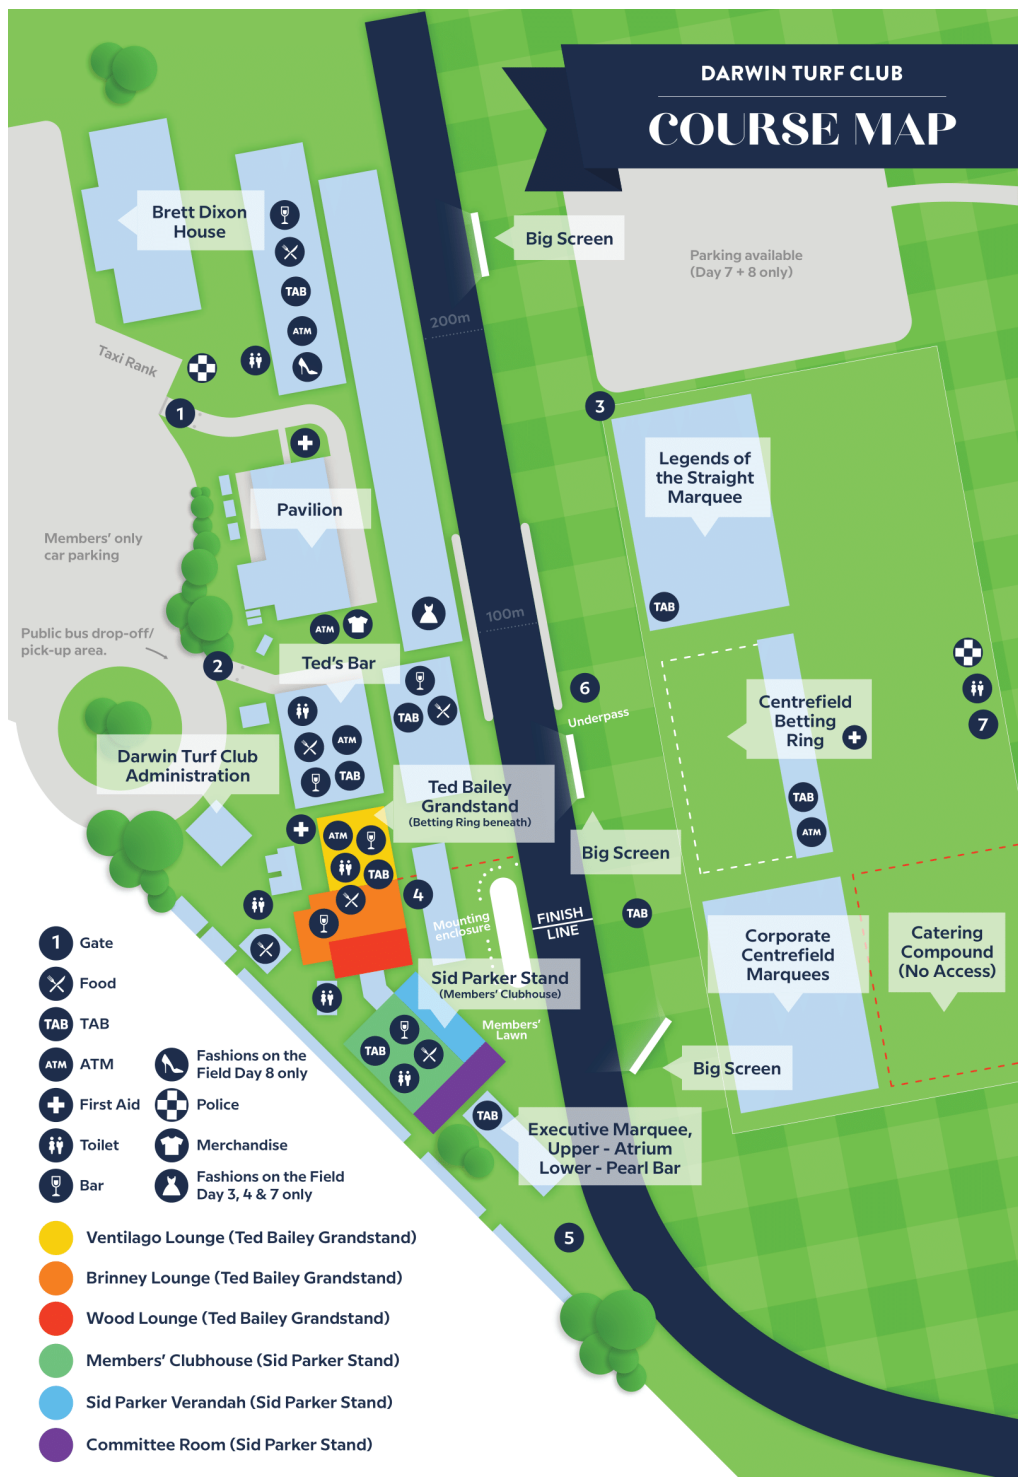 DARWIN TURF CLUB
COURSE MAP
Brett Dixon
House
TAB
ATM
Big Screen
Parking available
(Day 7 + 8 only)
200m
Taxi Rank
1
3
Legends of
the Straight
Marquee
Pavilion
Members' only
car parking
TAB
100m
ATM
Public bus drop-off/
pick-up area.
2
Ted's Bar
6
Underpass
TAB
ATM
TAB
Centrefield
Betting
Ring
7
Darwin Turf Club
Administration
Ted Bailey
Grandstand
(Betting Ring beneath)
TAB
ATM
ATM
TAB
Big Screen
4
Mounting
enclosure
FINISH
LINE
TAB
Corporate
Centrefield
Marquees
Catering
Compound
(No Access)
Sid Parker Stand
(Members' Clubhouse)
Members'
Lawn
TAB
Big Screen
TAB
Executive Marquee,
Upper - Atrium
Lower - Pearl Bar
5
1 Gate
Food
TAB TAB
ATM ATM
First Aid
Toilet
Bar
Fashions on the
Field Day 8 only
Police
Merchandise
Fashions on the Field
Day 3, 4 & 7 only
Ventilago Lounge (Ted Bailey Grandstand)
Brinney Lounge (Ted Bailey Grandstand)
Wood Lounge (Ted Bailey Grandstand)
Members' Clubhouse (Sid Parker Stand)
Sid Parker Verandah (Sid Parker Stand)
Committee Room (Sid Parker Stand)